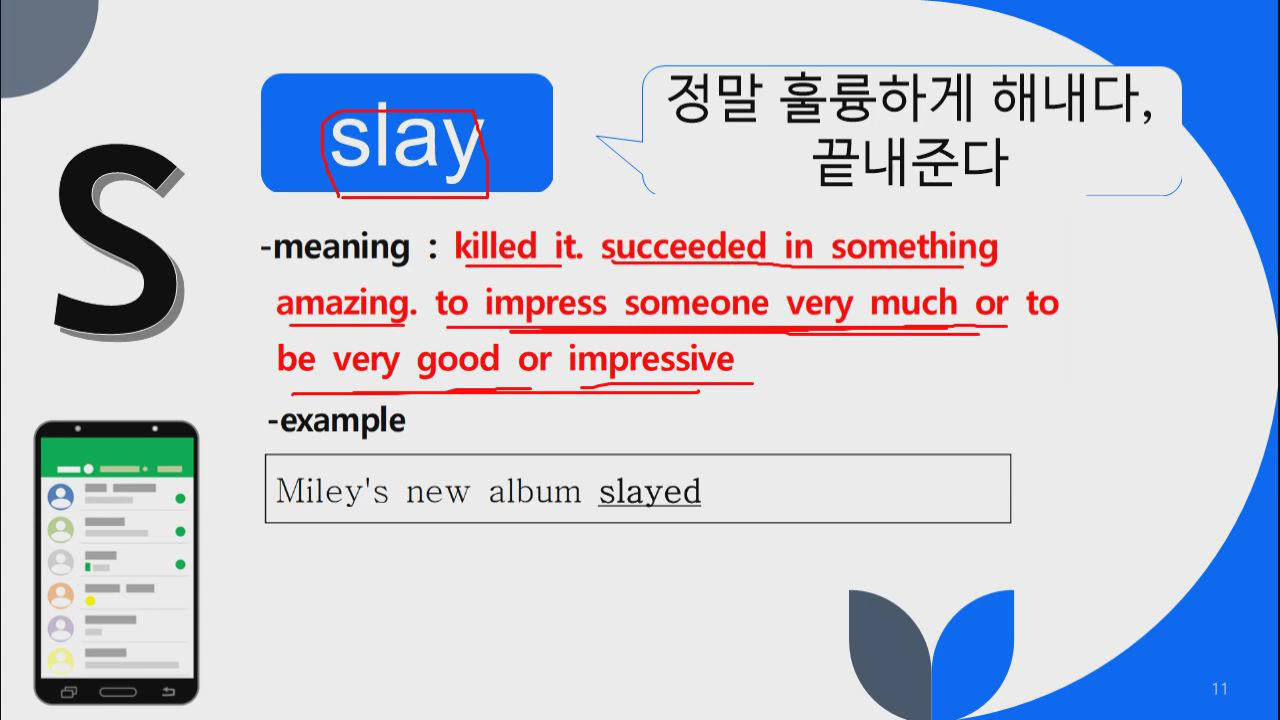 S
slay
정말 훌륭하게 해내다,
끝내준다
-meaning : killed it. succeeded in something
amazing. to impress someone very much or to
be very good or impressive
-example
Miley's new album slayed
11